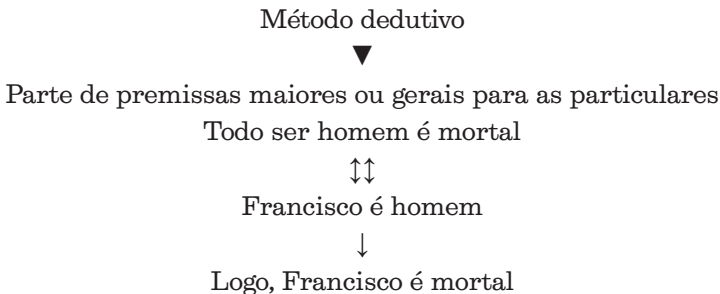 Método dedutivo
▼
Parte de premissas maiores ou gerais para as particulares
Todo ser homem é mortal
↕↕
Francisco é homem
↓
Logo, Francisco é mortal